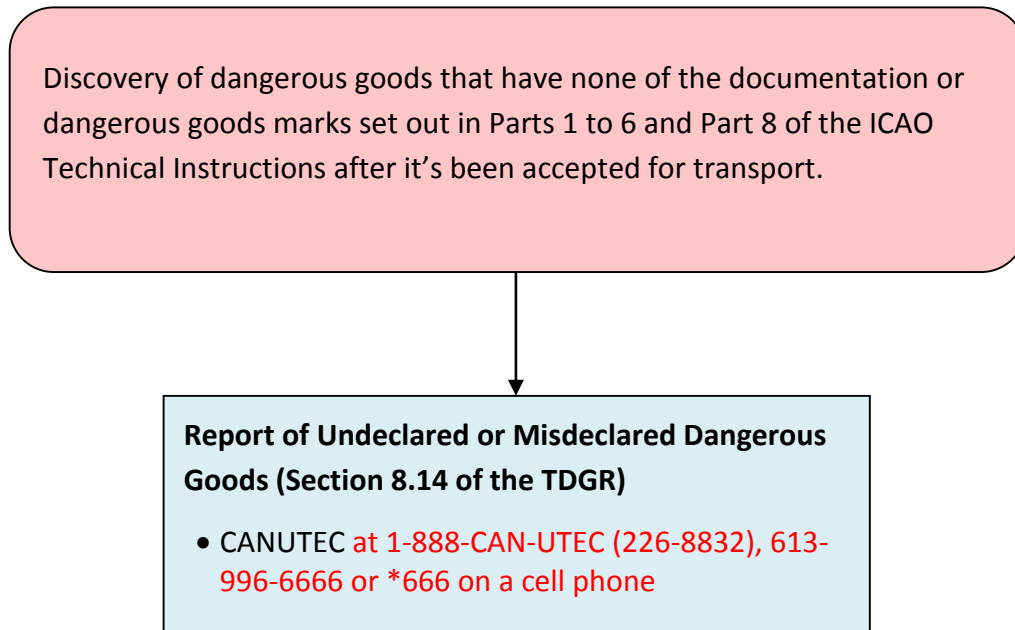 Discovery of dangerous goods that have none of the documentation or
dangerous goods marks set out in Parts 1 to 6 and Part 8 of the ICAO
Technical Instructions after it’s been accepted for transport.
Report of Undeclared or Misdeclared Dangerous
Goods (Section 8.14 of the TDGR)
• CANUTEC at 1-888-CAN-UTEC (226-8832), 613-
996-6666 or *666 on a cell phone